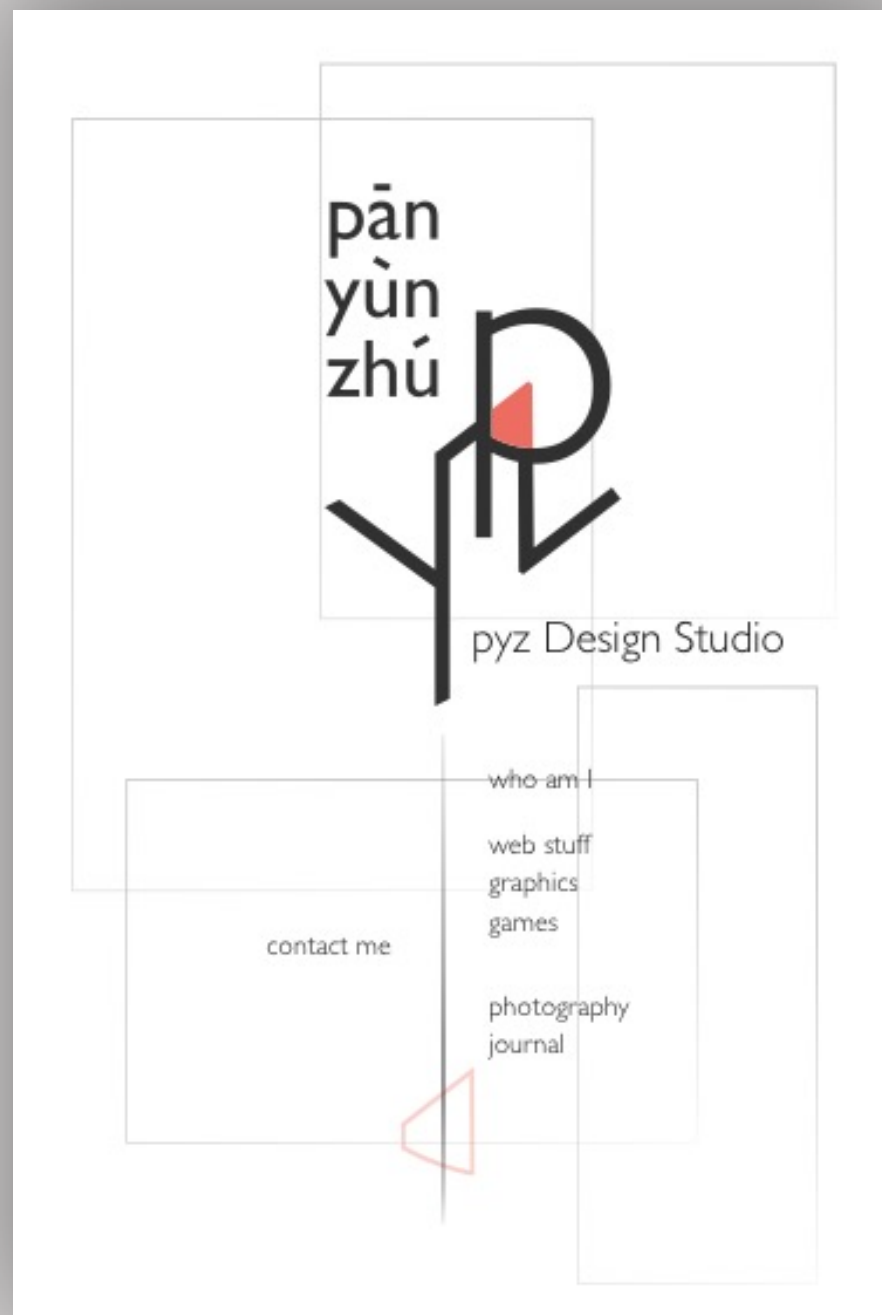 pān
yùn
zhú
pyz Design Studio
who am I
web stuff
graphics
games
contact me
photography
journal